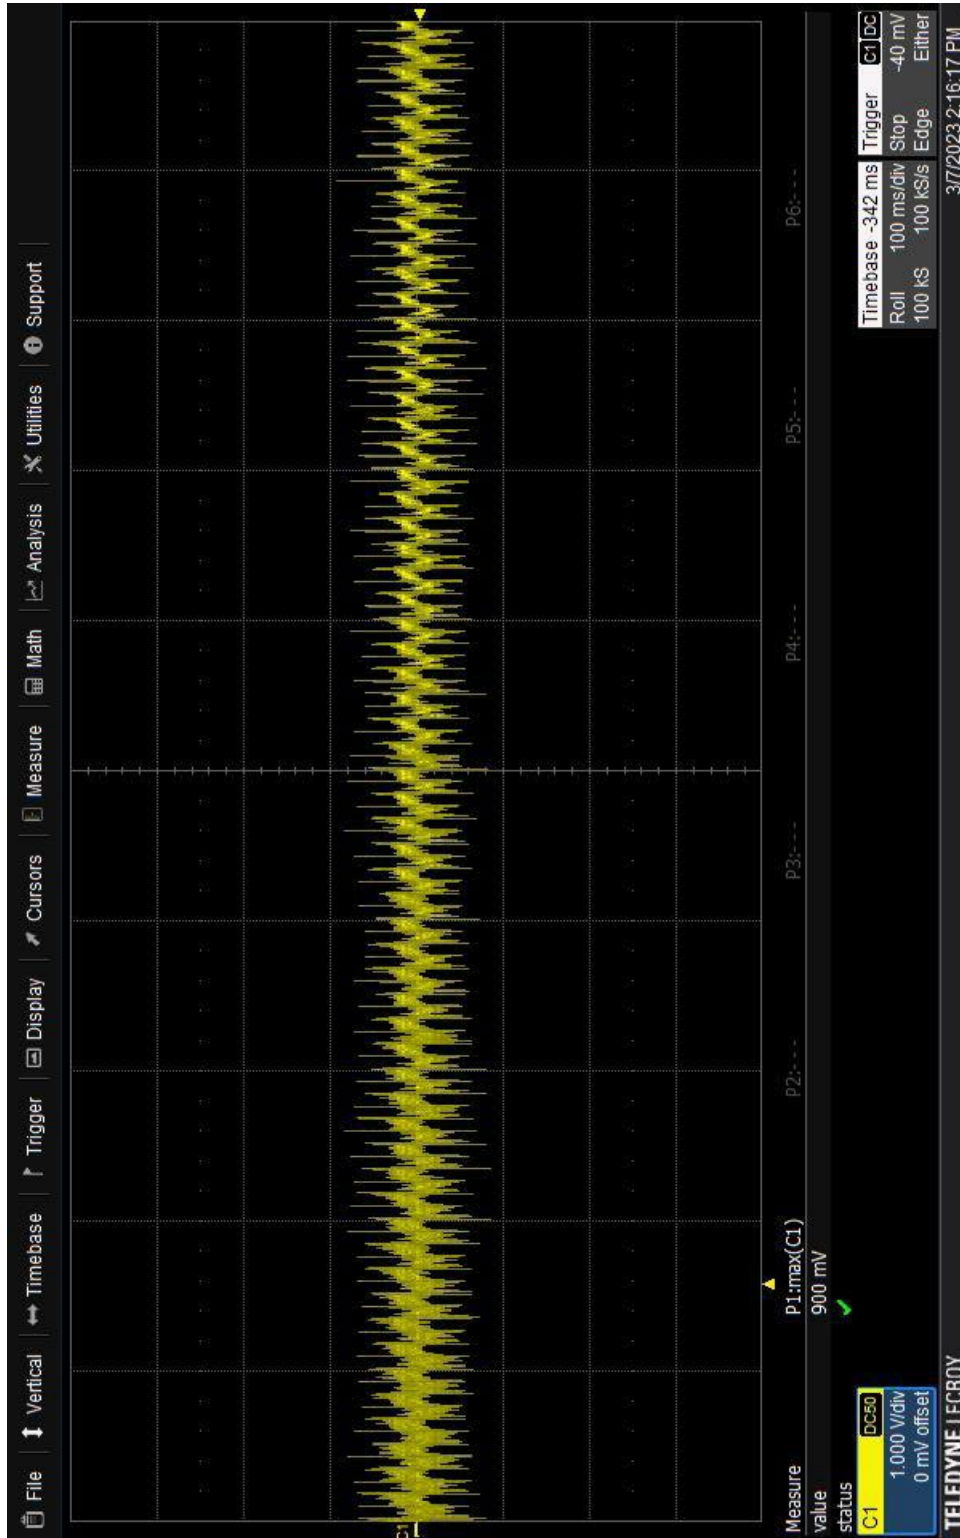 File Vertical Timebase Trigger Display Cursors Measure Math Analysis Utilities Support
C1
Measure P1:max(C1) P2:--- P3:--- P4:--- P5:--- P6:---
value 900 mV
status
C1 DC50
1.000 V/div
0 mV offset
Timebase -342 ms
Roll 100 ms/div
100 kS 100 kS/s
Trigger C1 DC
Stop -40 mV
Edge Either
TELEDYNE LECROY
3/7/2023 2:16:17 PM